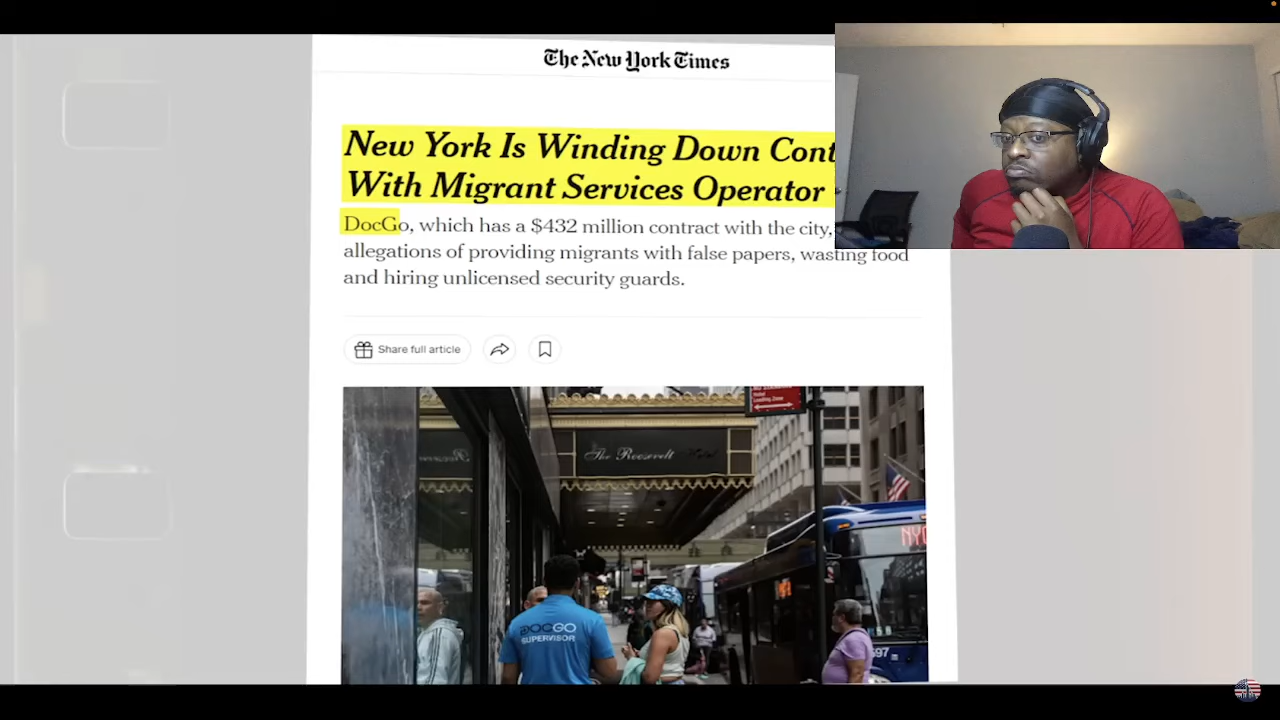 The New York Times
New York Is Winding Down
With Migrant Services Operator
DocGo, which has a $432 million contract with the city,
allegations of providing migrants with false papers, wasting food
and hiring unlicensed security guards.
Share full article
The Roosevelt Hotel
DOCGO
SUPERVISOR
NYC
597